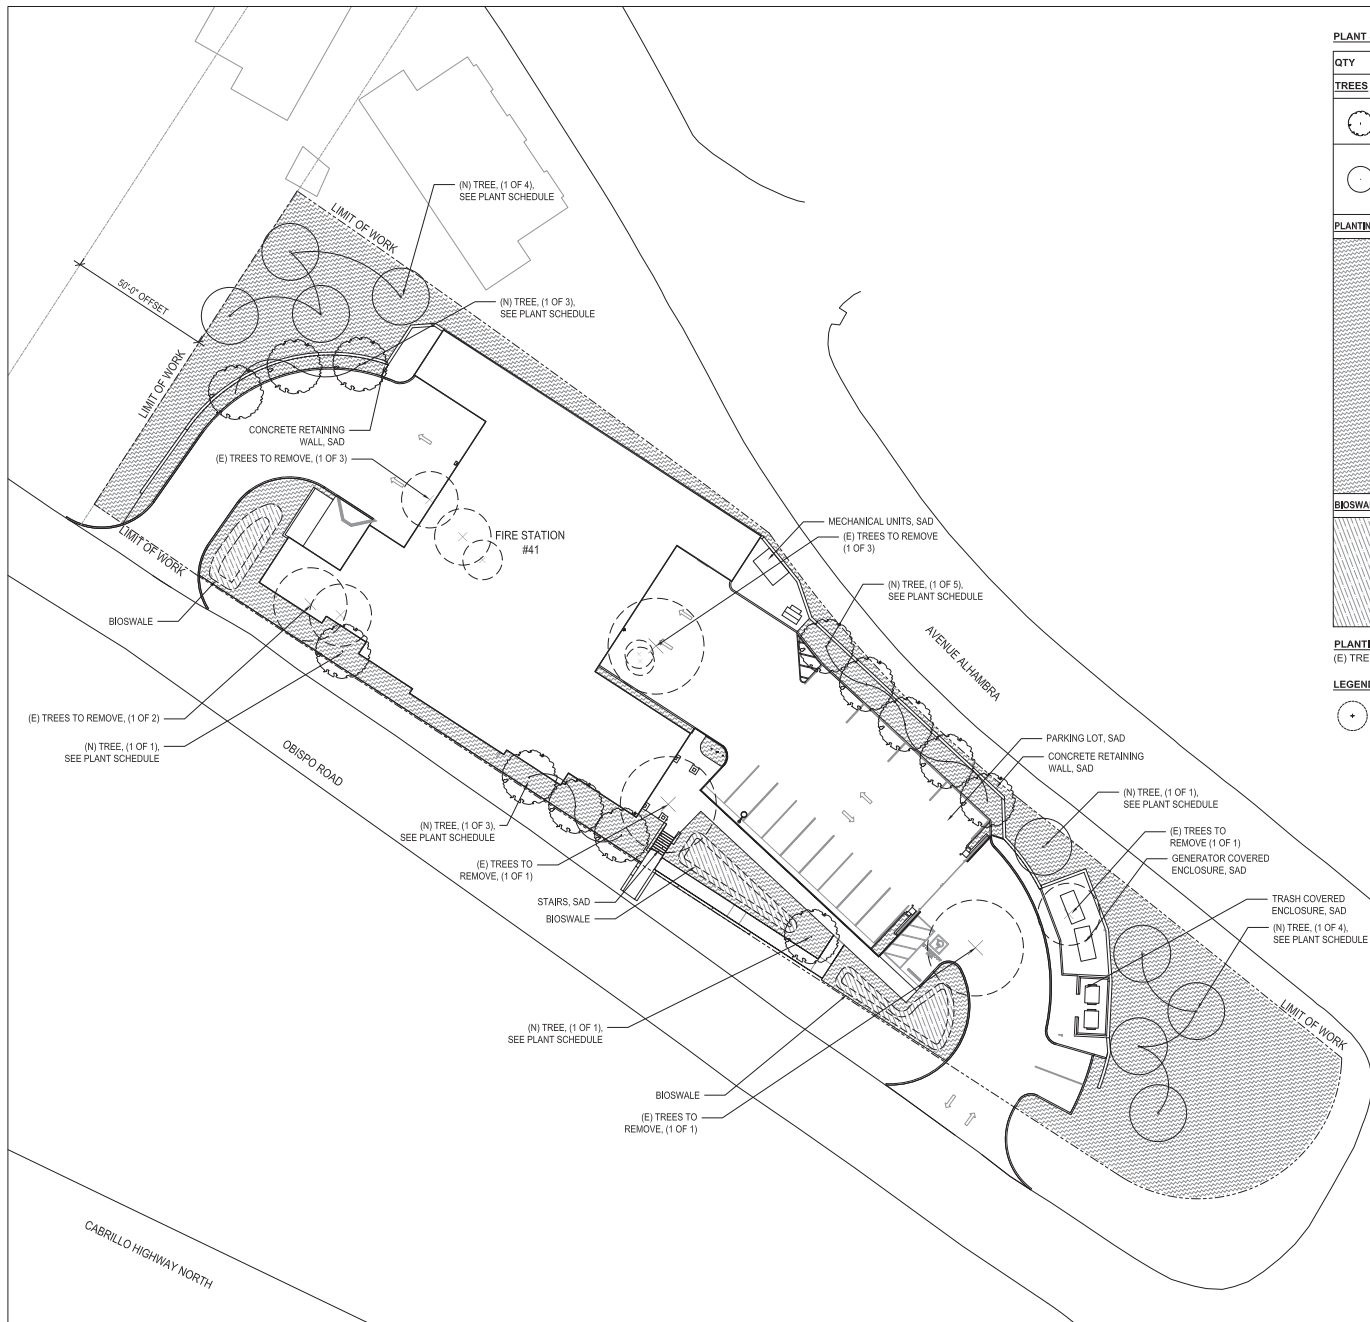 PLANT
QTY
TREES
PLANTIN
BIOSWA
PLANTI
(E) TRE
LEGEN
(N) TREE, (1 OF 4),
SEE PLANT SCHEDULE
LIMIT OF WORK
50'-0" OFFSET
(N) TREE, (1 OF 3),
SEE PLANT SCHEDULE
LIMIT OF WORK
CONCRETE RETAINING
WALL, SAD
(E) TREES TO REMOVE, (1 OF 3)
FIRE STATION
#41
MECHANICAL UNITS, SAD
(E) TREES TO REMOVE
(1 OF 3)
LIMIT OF WORK
(N) TREE, (1 OF 5),
SEE PLANT SCHEDULE
BIOSWALE
AVENUE ALHAMBRA
(E) TREES TO REMOVE, (1 OF 2)
(N) TREE, (1 OF 1),
SEE PLANT SCHEDULE
OBISPO ROAD
PARKING LOT, SAD
CONCRETE RETAINING
WALL, SAD
(N) TREE, (1 OF 1),
SEE PLANT SCHEDULE
(N) TREE, (1 OF 3),
SEE PLANT SCHEDULE
(E) TREES TO
REMOVE (1 OF 1)
GENERATOR COVERED
ENCLOSURE, SAD
(E) TREES TO
REMOVE, (1 OF 1)
STAIRS, SAD
BIOSWALE
TRASH COVERED
ENCLOSURE, SAD
(N) TREE, (1 OF 4),
SEE PLANT SCHEDULE
LIMIT OF WORK
(N) TREE, (1 OF 1),
SEE PLANT SCHEDULE
BIOSWALE
(E) TREES TO
REMOVE, (1 OF 1)
CABRILLO HIGHWAY NORTH